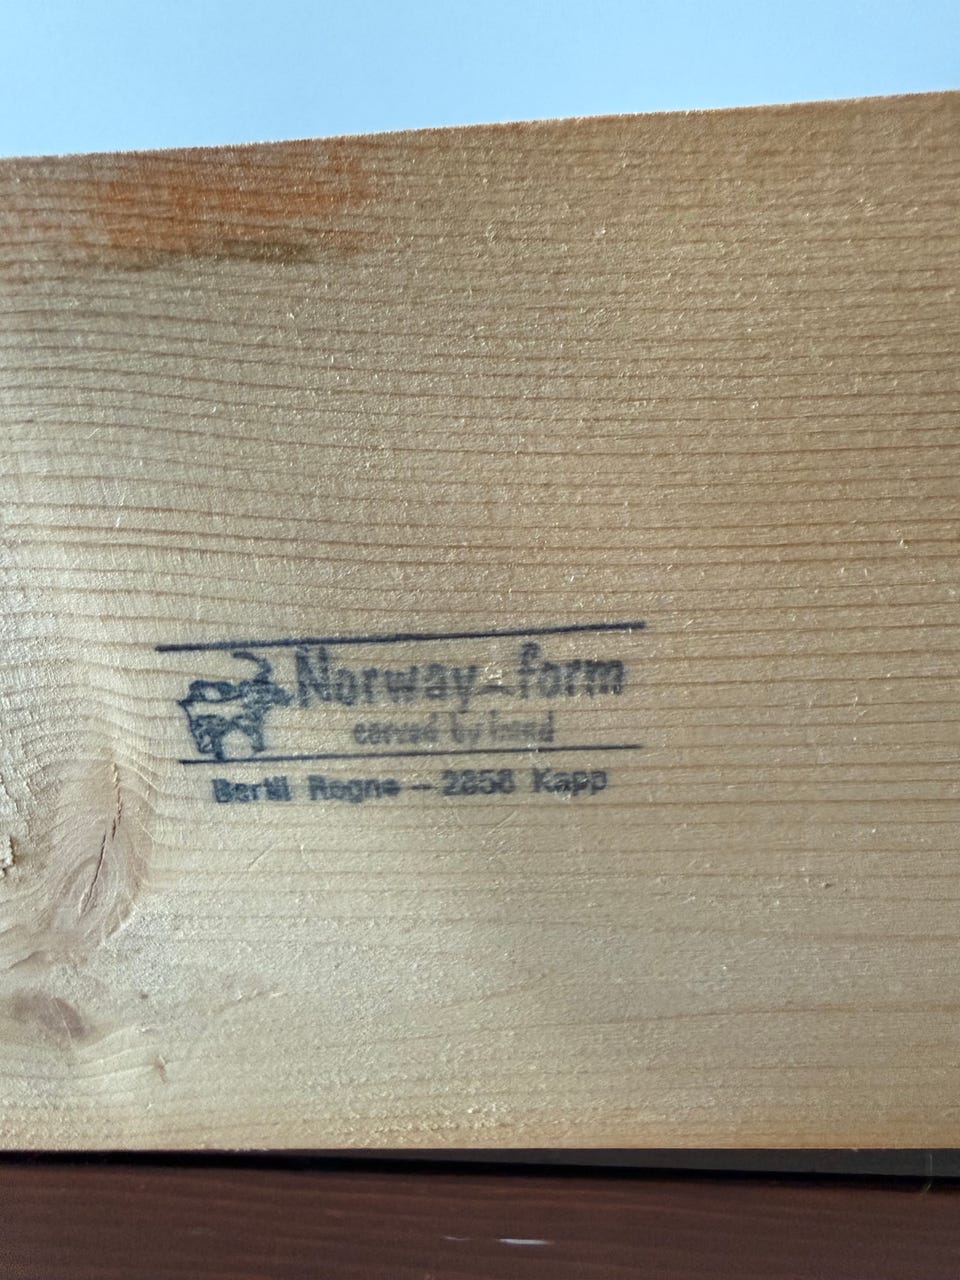 Norway-form
carved by hand
Bertil Rogne - 2858 Kapp